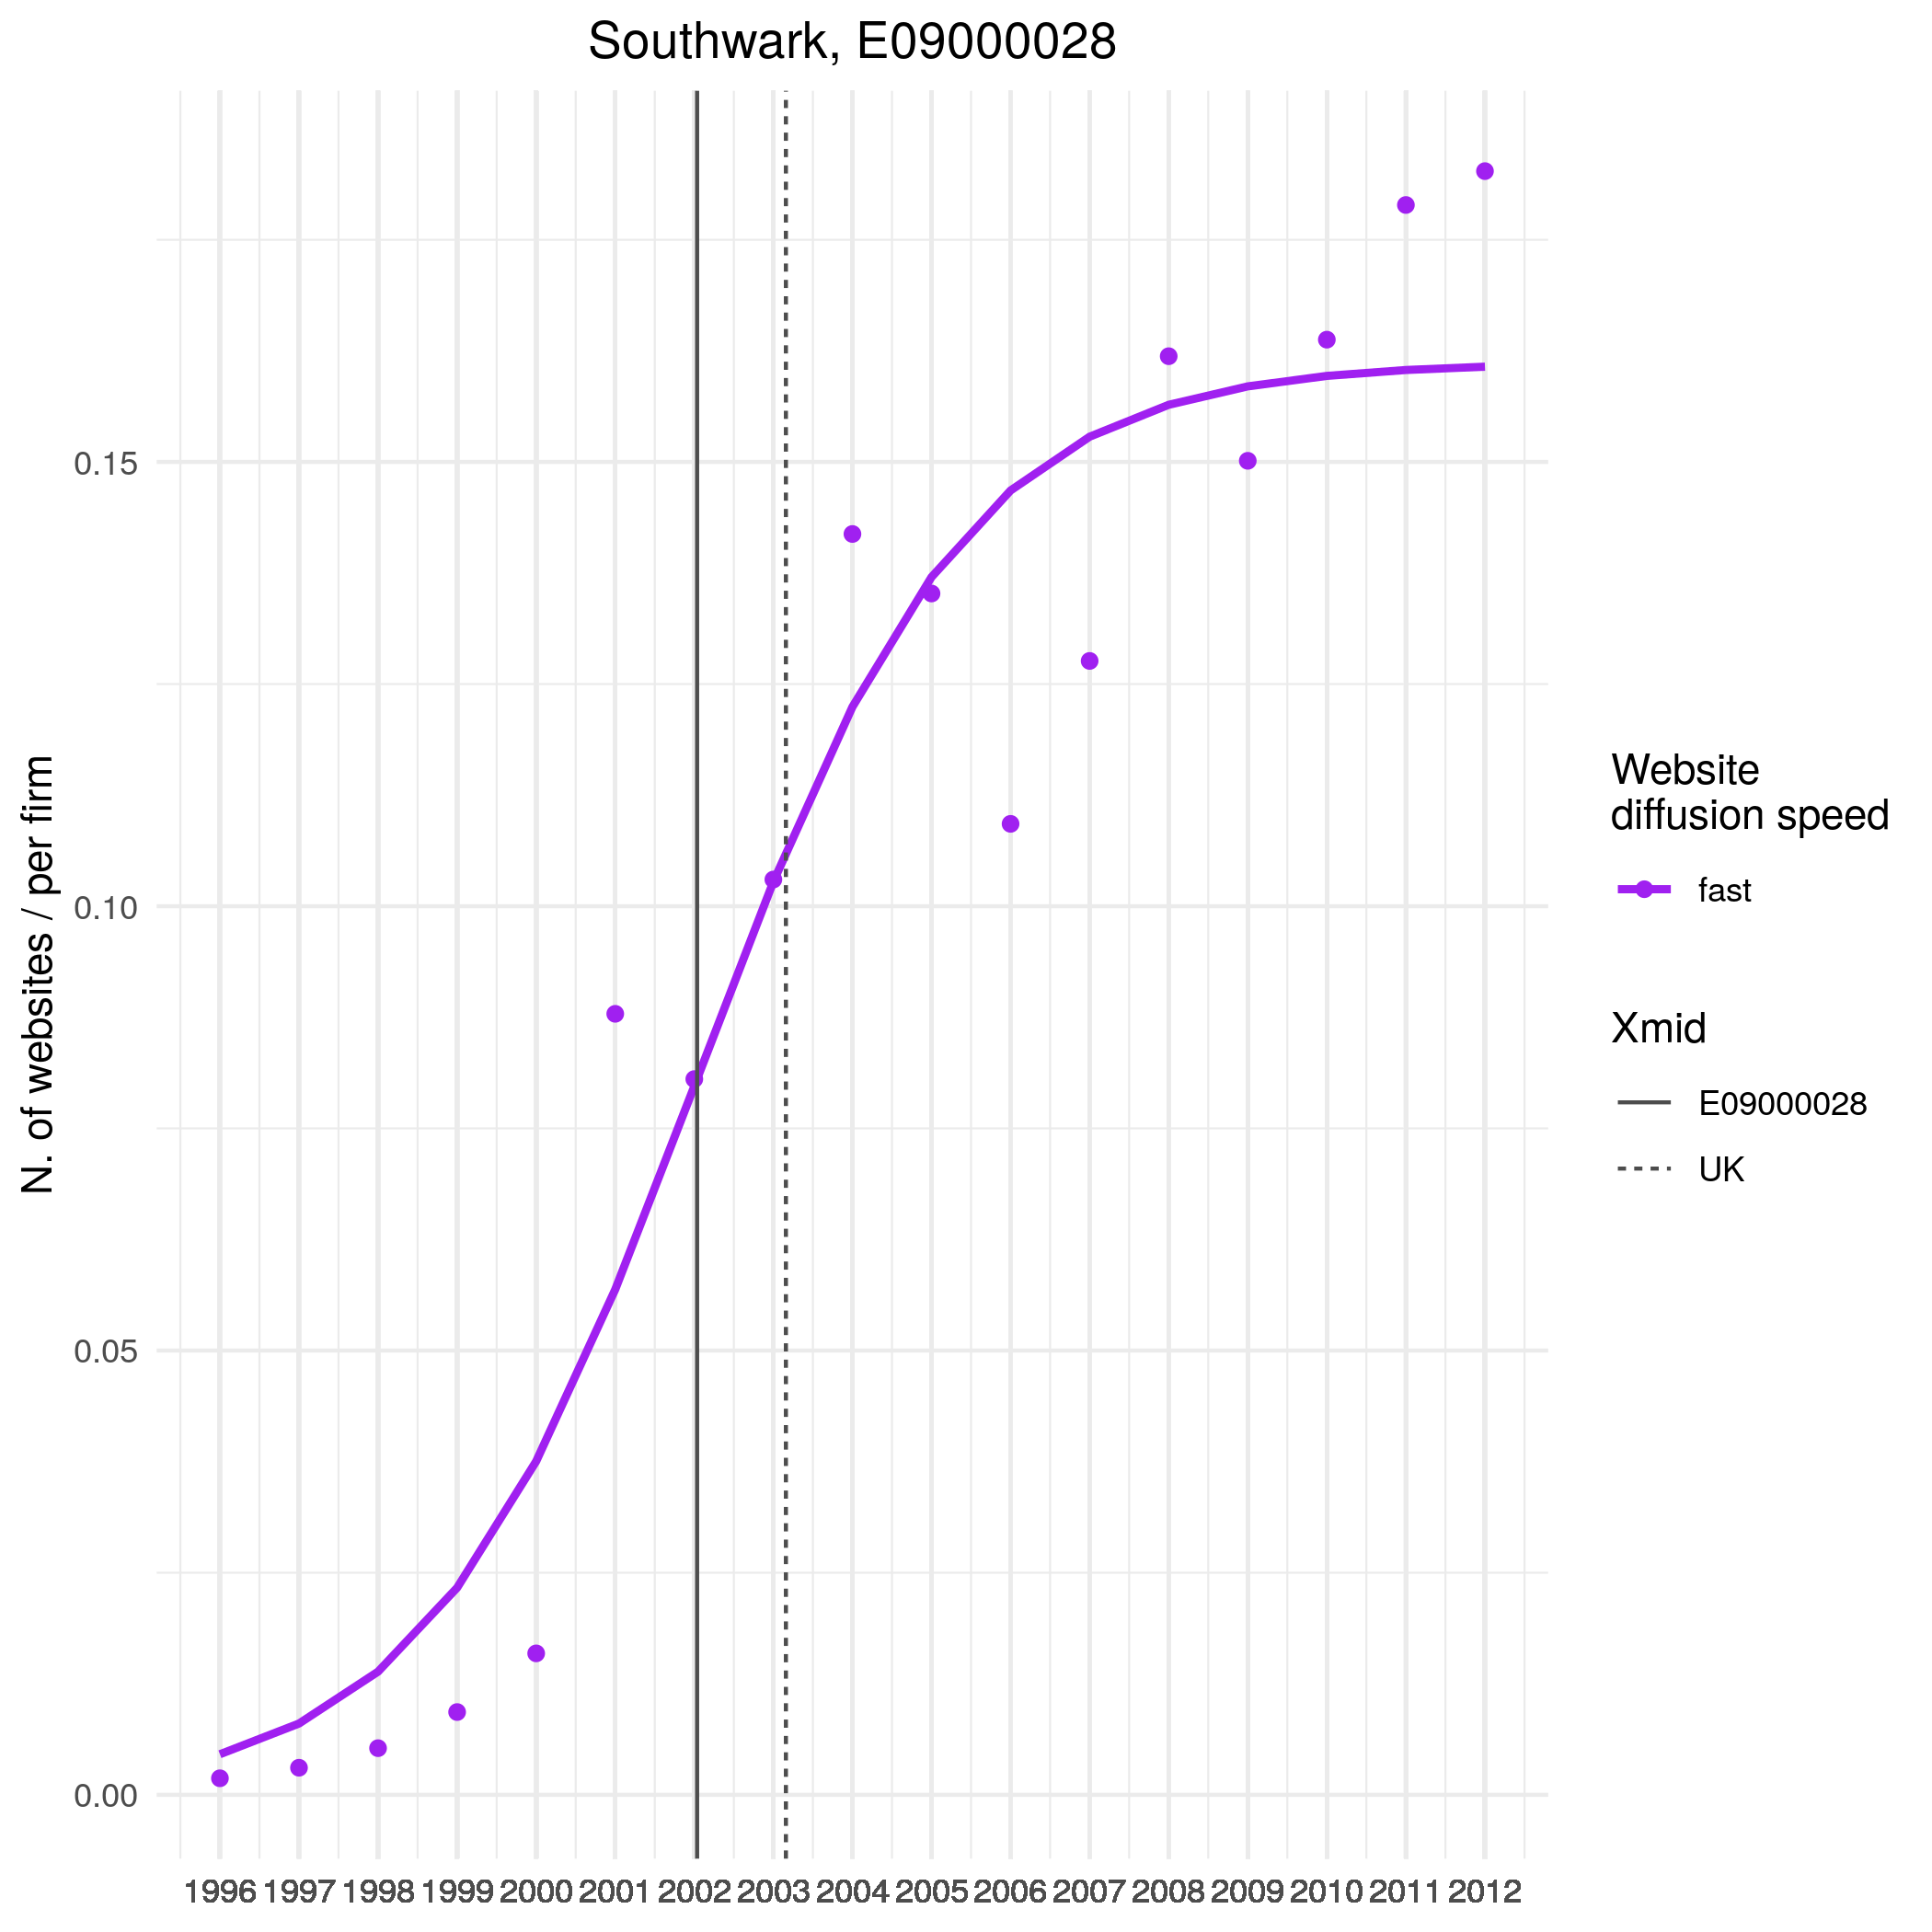 Southwark, E09000028
N. of websites / per firm
0.15
0.10
0.05
0.00
1996 1997 1998 1999 2000 2001 2002 2003 2004 2005 2006 2007 2008 2009 2010 2011 2012
Website
diffusion speed
fast
Xmid
E09000028
UK